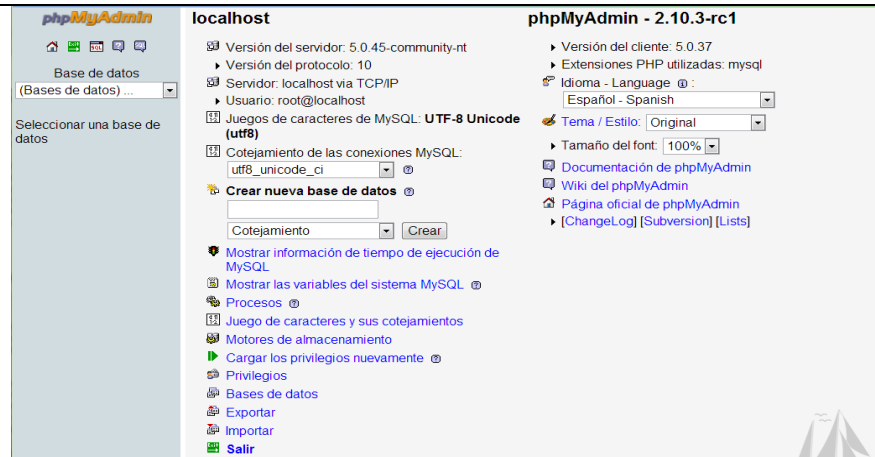 phpMyAdmin
Base de datos
(Bases de datos) ...
Seleccionar una base de
datos
localhost
Versión del servidor: 5.0.45-community-nt
Versión del protocolo: 10
Servidor: localhost via TCP/IP
Usuario: root@localhost
Juegos de caracteres de MySQL: UTF-8 Unicode
(utf8)
Cotejamiento de las conexiones MySQL:
utf8_unicode_ci
Crear nueva base de datos
Cotejamiento
Crear
Mostrar información de tiempo de ejecución de
MySQL
Mostrar las variables del sistema MySQL
Procesos
Juego de caracteres y sus cotejamientos
Motores de almacenamiento
Cargar los privilegios nuevamente
Privilegios
Bases de datos
Exportar
Importar
Salir
phpMyAdmin - 2.10.3-rc1
Versión del cliente: 5.0.37
Extensiones PHP utilizadas: mysql
Idioma - Language :
Español - Spanish
Tema / Estilo: Original
Tamaño del font: 100%
Documentación de phpMyAdmin
Wiki del phpMyAdmin
Página oficial de phpMyAdmin
[ChangeLog] [Subversion] [Lists]